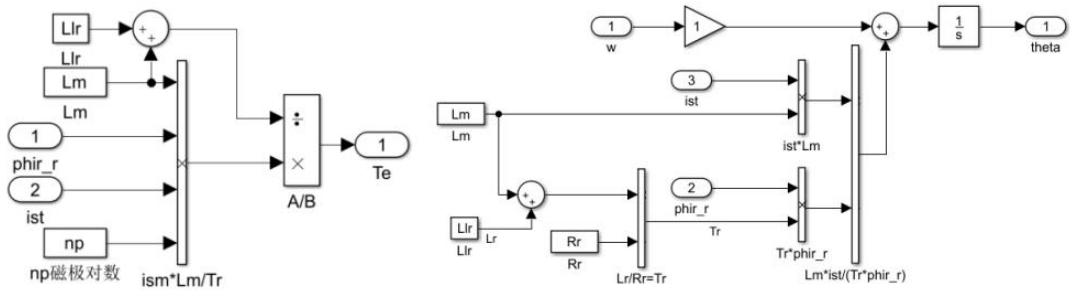 Llr
Llr
Lm
Lm
1
phir_r
2
ist
np
np磁极对数
ism*Lm/Tr
÷
×
A/B
1
Te
1
w
1
1
s
1
theta
3
ist
Lm
Lm
ist*Lm
2
phir_r
Llr
Llr
Lr
Rr
Rr
Tr
Lr/Rr=Tr
Tr*phir_r
Lm*ist/(Tr*phir_r)